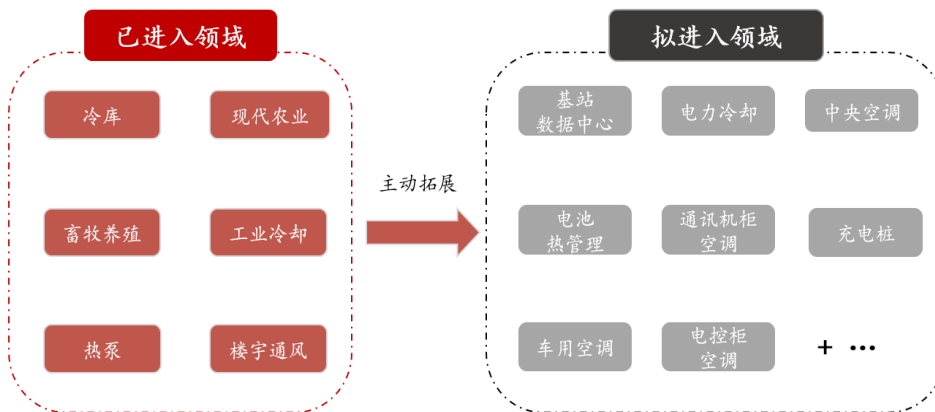 已进入领域
冷库
现代农业
畜牧养殖
工业冷却
热泵
楼宇通风
主动拓展
拟进入领域
基站
数据中心
电力冷却
中央空调
电池
热管理
通讯机柜
空调
充电桩
车用空调
电控柜
空调
+ ···